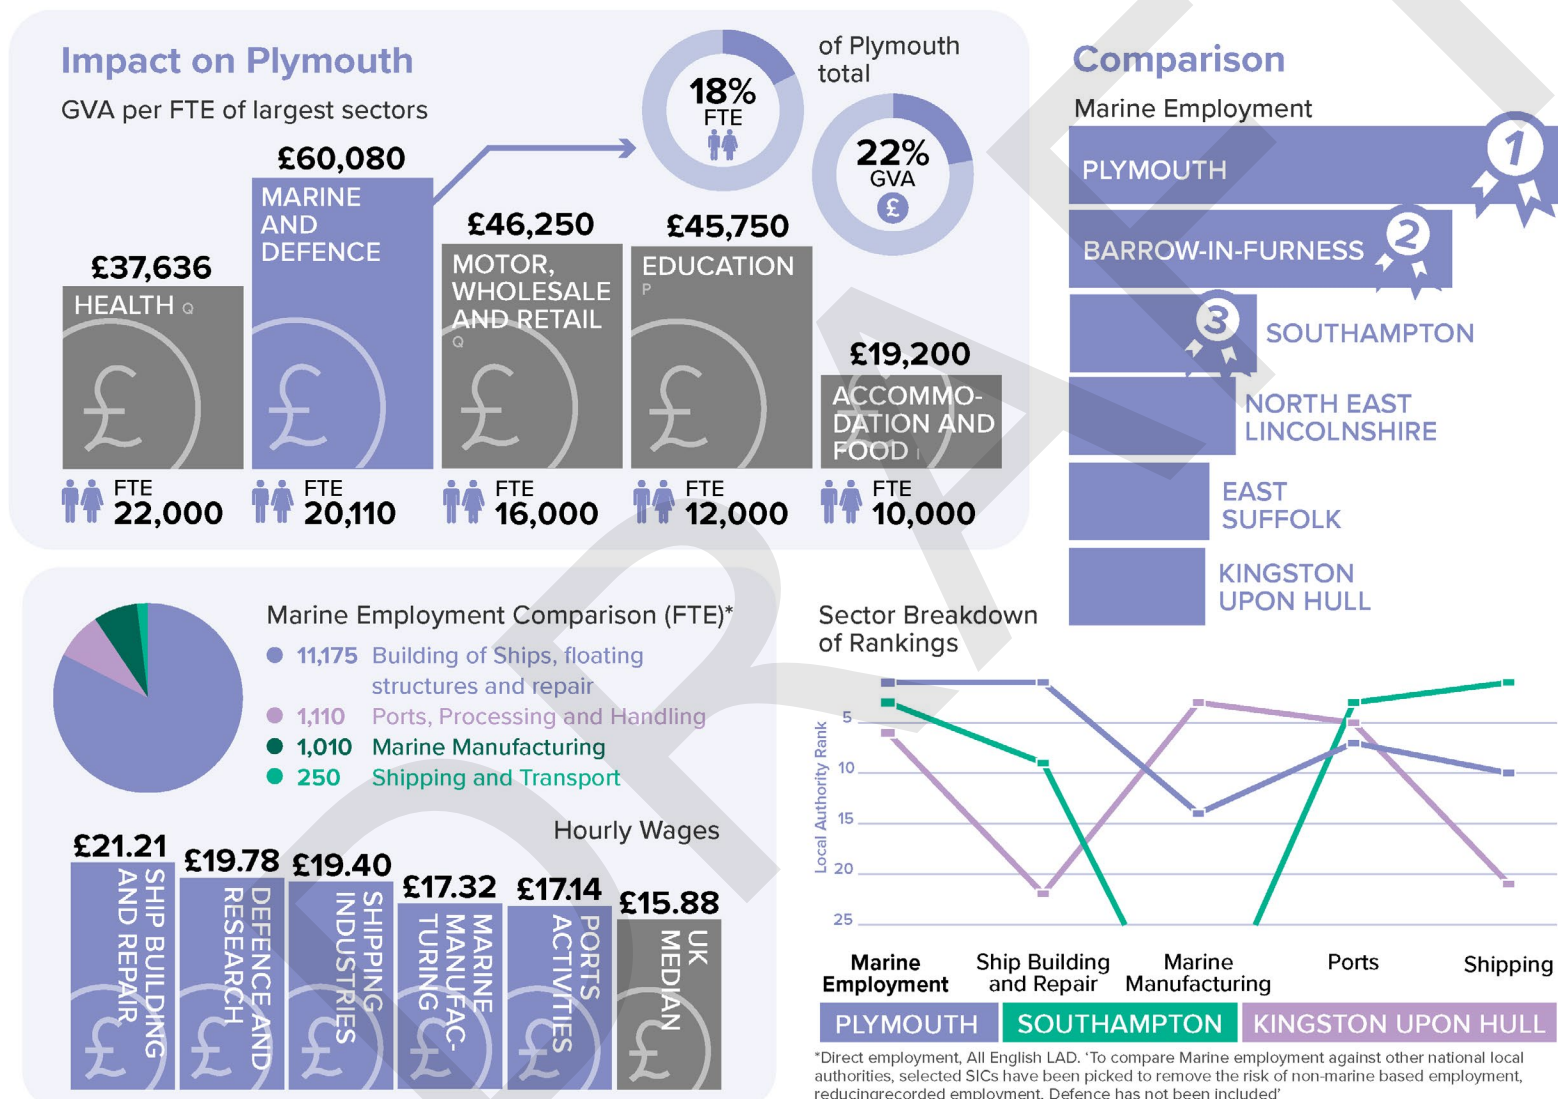 Impact on Plymouth
GVA per FTE of largest sectors
£37,636
HEALTH Q
FTE
22,000
£60,080
MARINE
AND
DEFENCE
FTE
20,110
£46,250
MOTOR,
WHOLESALE
AND RETAIL
Q
FTE
16,000
£45,750
EDUCATION
P
FTE
12,000
£19,200
ACCOMMO-
DATION AND
FOOD I
FTE
10,000
18%
FTE
of Plymouth
total
22%
GVA
£
Comparison
Marine Employment
PLYMOUTH
1
BARROW-IN-FURNESS
2
3
SOUTHAMPTON
NORTH EAST
LINCOLNSHIRE
EAST
SUFFOLK
KINGSTON
UPON HULL
Marine Employment Comparison (FTE)*
11,175 Building of Ships, floating
structures and repair
1,110 Ports, Processing and Handling
1,010 Marine Manufacturing
250 Shipping and Transport
Hourly Wages
£21.21
SHIP BUILDING
AND REPAIR
£19.78
DEFENCE AND
RESEARCH
£19.40
SHIPPING
INDUSTRIES
£17.32
MARINE
MANUFAC-
TURING
£17.14
PORTS
ACTIVITIES
£15.88
UK
MEDIAN
Sector Breakdown
of Rankings
Local Authority Rank
5
10
15
20
25
Marine
Employment
Ship Building
and Repair
Marine
Manufacturing
Ports
Shipping
PLYMOUTH
SOUTHAMPTON
KINGSTON UPON HULL
*Direct employment, All English LAD. ‘To compare Marine employment against other national local
authorities, selected SICs have been picked to remove the risk of non-marine based employment,
reducingrecorded employment. Defence has not been included’
DRAFT